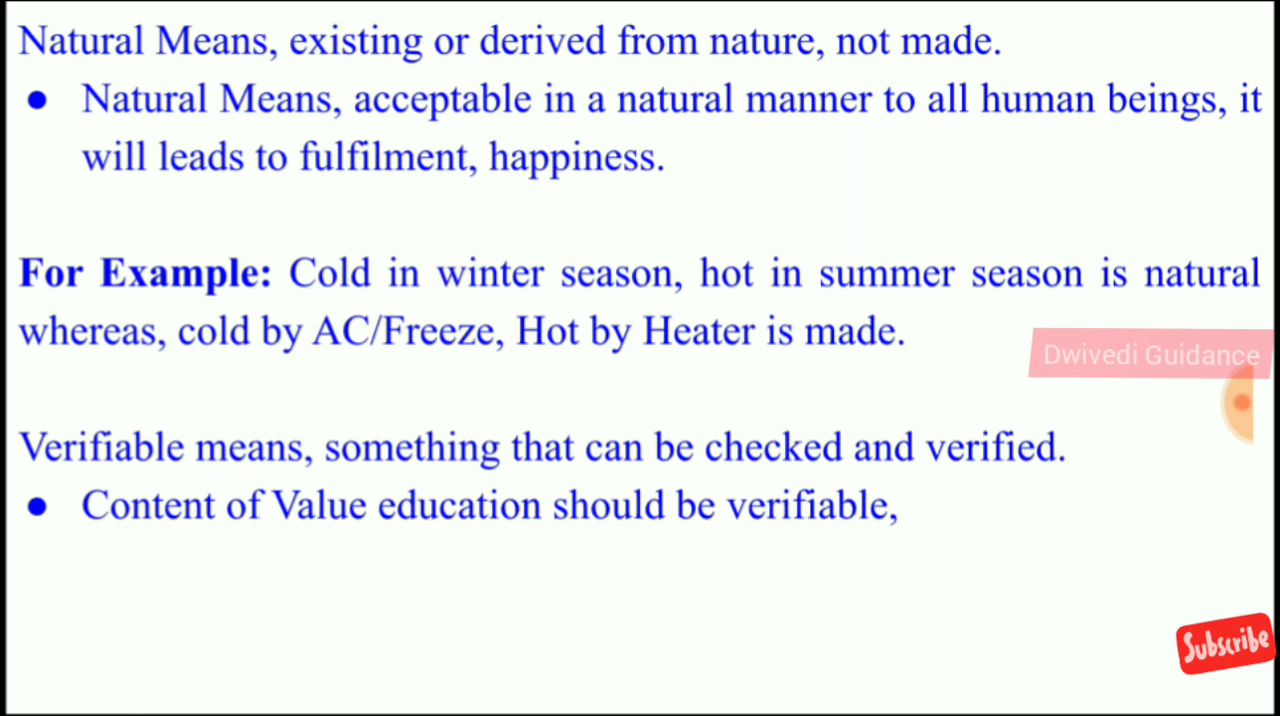 Natural Means, existing or derived from nature, not made.
● Natural Means, acceptable in a natural manner to all human beings, it
will leads to fulfilment, happiness.
For Example: Cold in winter season, hot in summer season is natural
whereas, cold by AC/Freeze, Hot by Heater is made.
Dwivedi Guidance
Verifiable means, something that can be checked and verified.
● Content of Value education should be verifiable,
Subscribe